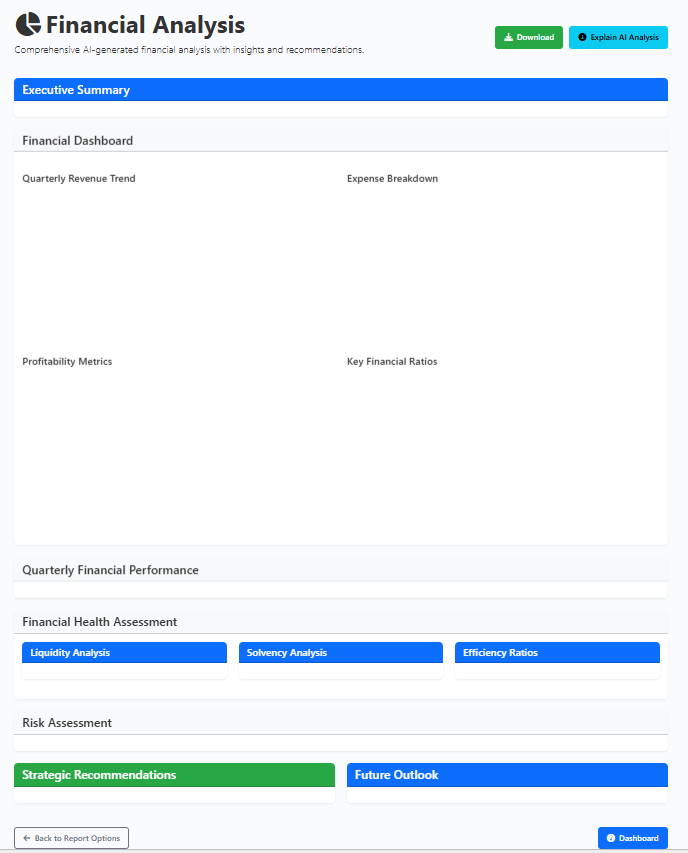 Financial Analysis
Comprehensive AI-generated financial analysis with insights and recommendations.
Download
Explain AI Analysis
Executive Summary
Financial Dashboard
Quarterly Revenue Trend
Expense Breakdown
Profitability Metrics
Key Financial Ratios
Quarterly Financial Performance
Financial Health Assessment
Liquidity Analysis
Solvency Analysis
Efficiency Ratios
Risk Assessment
Strategic Recommendations
Future Outlook
Back to Report Options
Dashboard